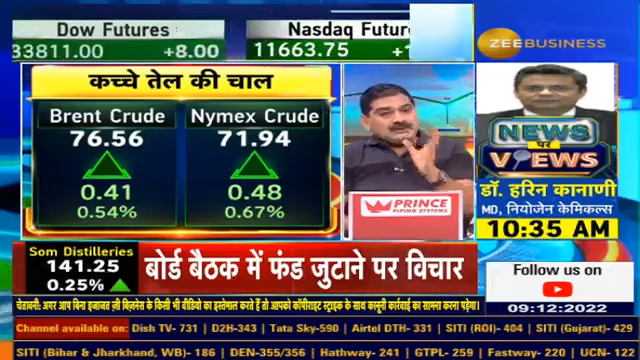 Dow Futures
33811.00 +8.00
Nasdaq Futur
11663.75
ZEE BUSINESS
कच्चे तेल की चाल
Brent Crude
76.56
0.41
0.54%
Nymex Crude
71.94
0.48
0.67%
PRINCE
PIPING SYSTEMS
NEWS
पर
VIEWS
डॉ. हरिन कानाणी
MD, नियोजेन केमिकल्स
10:35 AM
Som Distilleries
141.25
0.25%
बोर्ड बैठक में फंड जुटाने पर विचार
Follow us on
09:12:2022
चेतावनी: अगर आप बिना इजाजत ज़ी बिज़नेस के किसी भी वीडियो का इस्तेमाल करते हैं तो आपको कॉपीराइट स्ट्राइक के साथ कानूनी कार्रवाई का सामना करना पड़ेगा।
Channel available on: Dish TV- 731 | D2H-343 | Tata Sky-590 | Airtel DTH- 331 | SITI (ROI) - 404 | SITI (Gujarat)- 429
SITI (Bihar & Jharkhand, WB)- 186 | DEN-355/356 | Hathway-241 | GTPL- 259 | Fastway-220 | UCN- 122